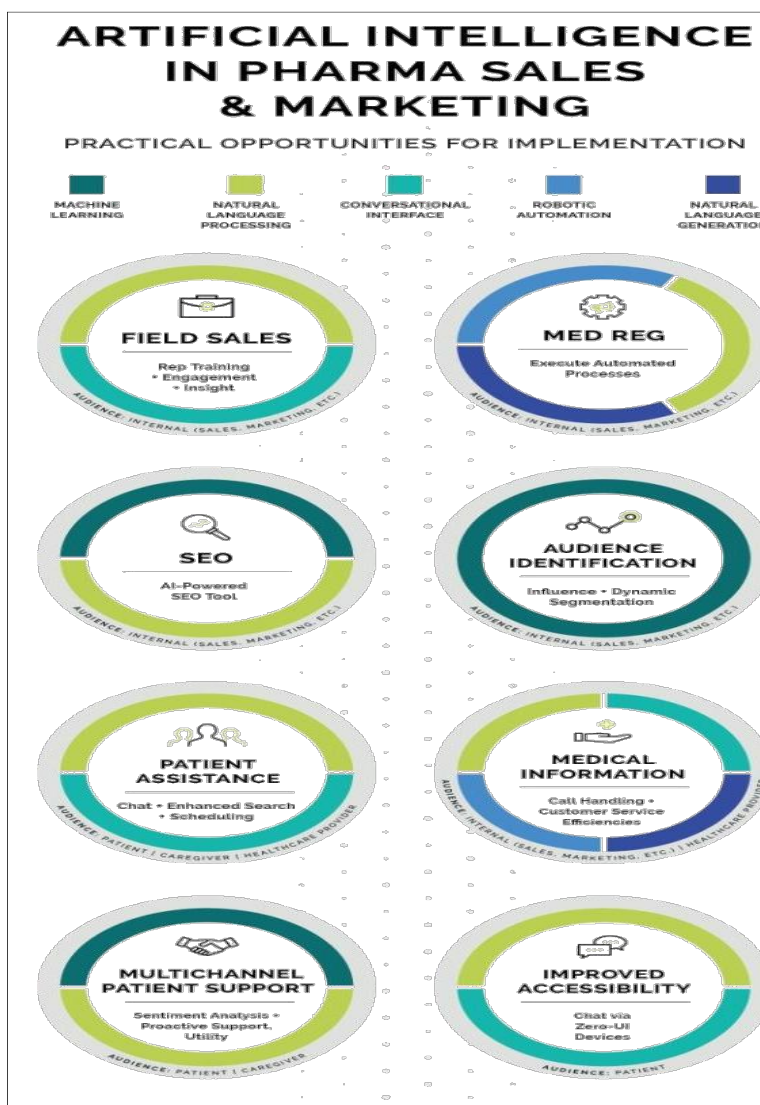 ARTIFICIAL INTELLIGENCE
IN PHARMA SALES
& MARKETING
PRACTICAL OPPORTUNITIES FOR IMPLEMENTATION
MACHINE
LEARNING
NATURAL
LANGUAGE
PROCESSING
CONVERSATIONAL
INTERFACE
ROBOTIC
AUTOMATION
NATURAL
LANGUAGE
GENERATION
FIELD SALES
Rep Training
• Engagement
• Insight
AUDIENCE: INTERNAL (SALES, MARKETING, ETC.)
MED REG
Execute Automated
Processes
AUDIENCE: INTERNAL (SALES, MARKETING, ETC.)
SEO
AI-Powered
SEO Tool
AUDIENCE: INTERNAL (SALES, MARKETING, ETC.)
AUDIENCE
IDENTIFICATION
Influence • Dynamic
Segmentation
AUDIENCE: INTERNAL (SALES, MARKETING, ETC.)
PATIENT
ASSISTANCE
Chat • Enhanced Search
• Scheduling
AUDIENCE: PATIENT | CAREGIVER | HEALTHCARE PROVIDER
MEDICAL
INFORMATION
Call Handling •
Customer Service
Efficiencies
AUDIENCE: INTERNAL (SALES, MARKETING, ETC.) | HEALTHCARE PROVIDER
MULTICHANNEL
PATIENT SUPPORT
Sentiment Analysis •
Proactive Support,
Utility
AUDIENCE: PATIENT | CAREGIVER
IMPROVED
ACCESSIBILITY
Chat via
Zero-UI
Devices
AUDIENCE: PATIENT